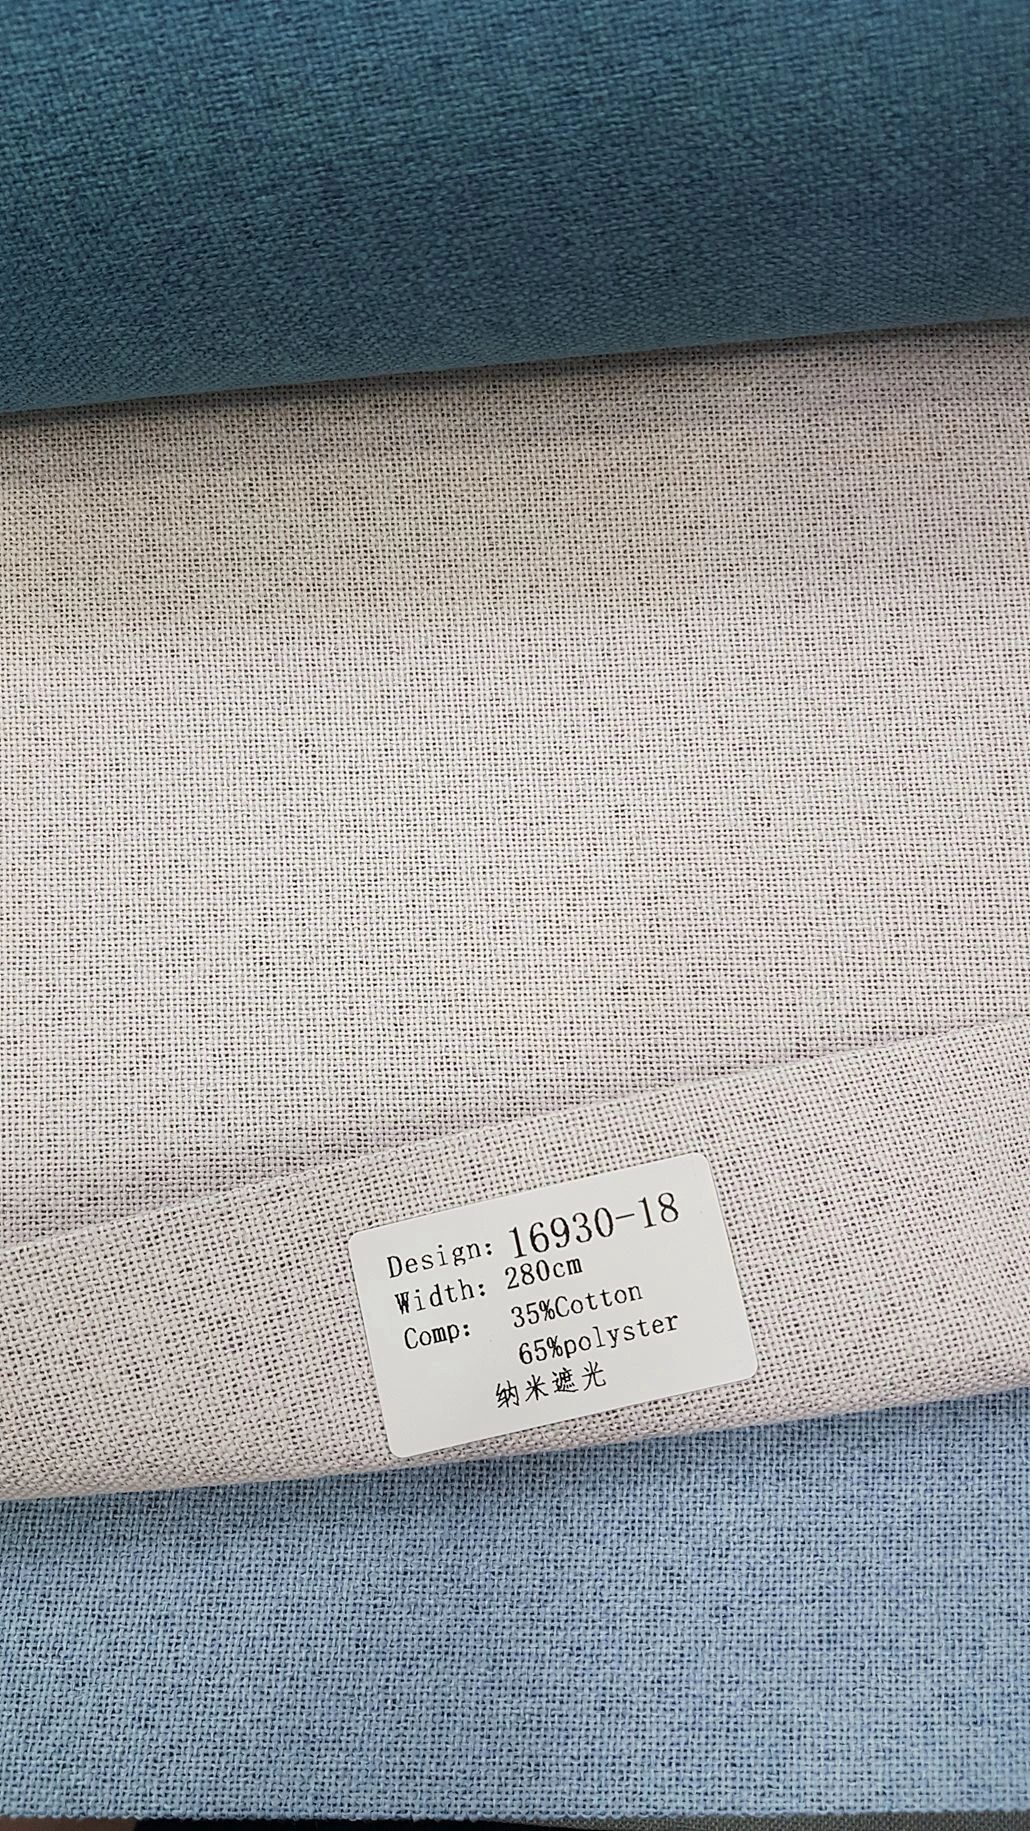 Design: 16930-18
Width: 280cm
Comp: 35%Cotton
65%polyster
纳米遮光